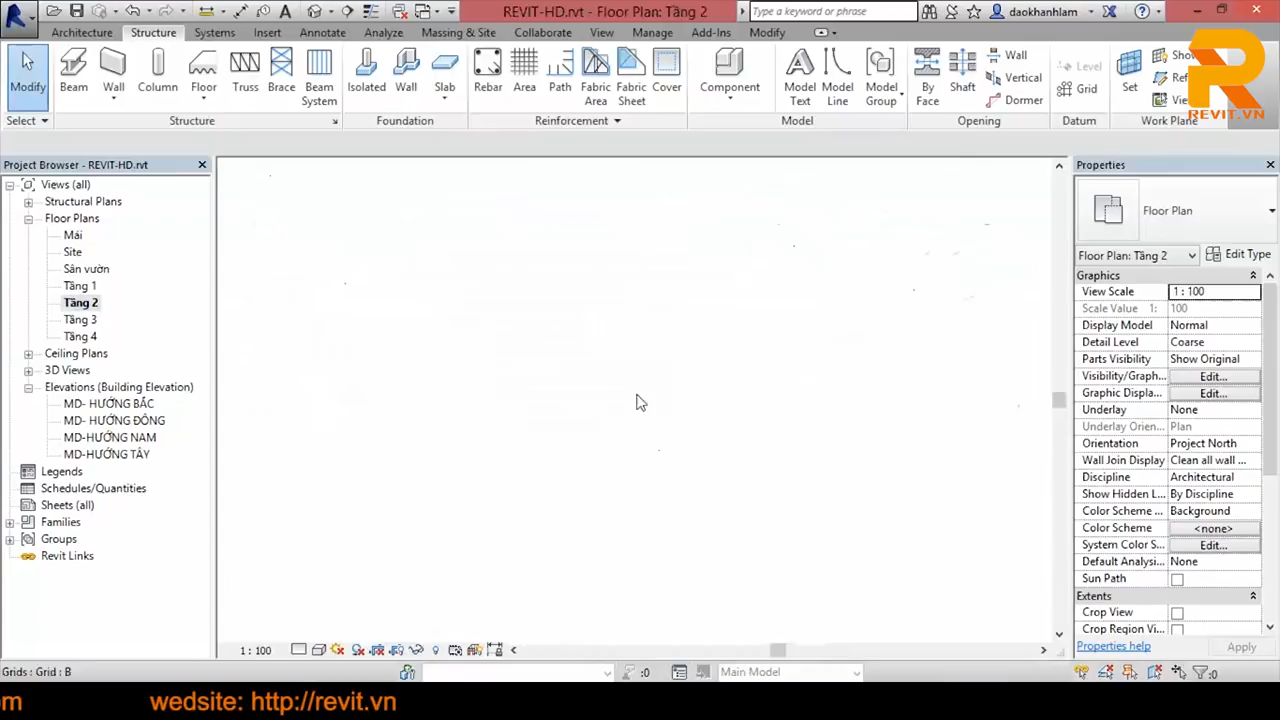 REVIT-HD.rvt - Floor Plan: Tầng 2
Type a keyword or phrase
daokhanhlam
Architecture Structure Systems Insert Annotate Analyze Massing & Site Collaborate View Manage Add-Ins Modify
Modify Beam Wall Column Floor Truss Brace Beam System Isolated Wall Slab Rebar Area Path Fabric Area Fabric Sheet Cover Component Model Text Model Line Model Group By Face Shaft Wall Vertical Dormer Level Grid Set
Select Structure Foundation Reinforcement Model Opening Datum Work Plane
REVIT.VN
Project Browser - REVIT-HD.rvt
Views (all)
Structural Plans
Floor Plans
Mái
Site
Sân vườn
Tầng 1
Tầng 2
Tầng 3
Tầng 4
Ceiling Plans
3D Views
Elevations (Building Elevation)
MD- HƯỚNG BẮC
MD- HƯỚNG ĐÔNG
MD-HƯỚNG NAM
MD-HƯỚNG TÂY
Legends
Schedules/Quantities
Sheets (all)
Families
Groups
Revit Links
Properties
Floor Plan
Floor Plan: Tầng 2 Edit Type
Graphics
View Scale 1 : 100
Scale Value 1: 100
Display Model Normal
Detail Level Coarse
Parts Visibility Show Original
Visibility/Graph... Edit...
Graphic Displa... Edit...
Underlay None
Underlay Orien... Plan
Orientation Project North
Wall Join Display Clean all wall ...
Discipline Architectural
Show Hidden L... By Discipline
Color Scheme ... Background
Color Scheme <none>
System Color S... Edit...
Default Analysi... None
Sun Path
Extents
Crop View
Crop Region Vi...
Properties help Apply
1 : 100
Grids : Grid : B
:0
Main Model
:0
om wedsite: http://revit.vn